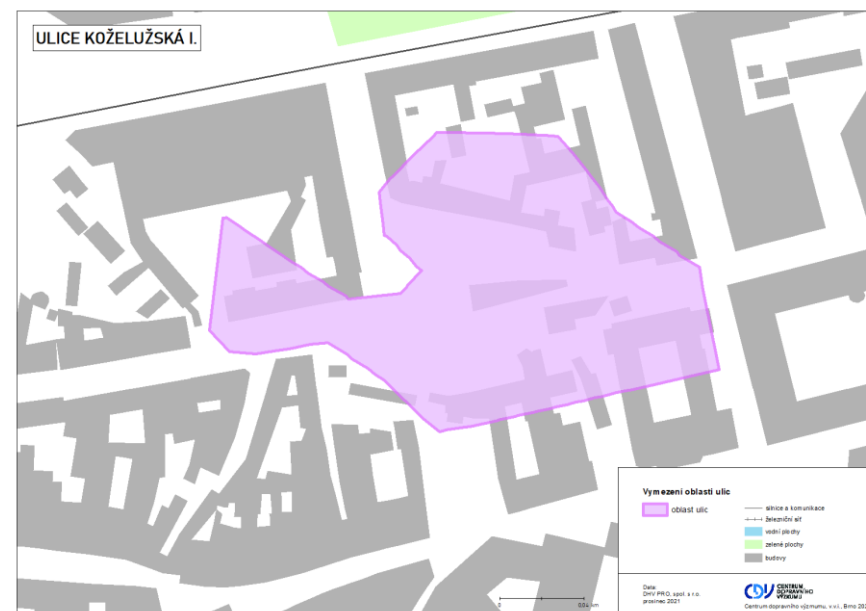 ULICE KOŽELUŽSKÁ I.
Vymezení oblasti ulic
oblast ulic
silnice a komunikace
železniční síť
vodní plochy
zelené plochy
budovy
0
0,04 km
Data:
DHV PRO, spol. s r.o.
prosinec 2021
CDV
CENTRUM
DOPRAVNÍHO
VÝZKUMU
Centrum dopravního výzkumu, v.v.i., Brno